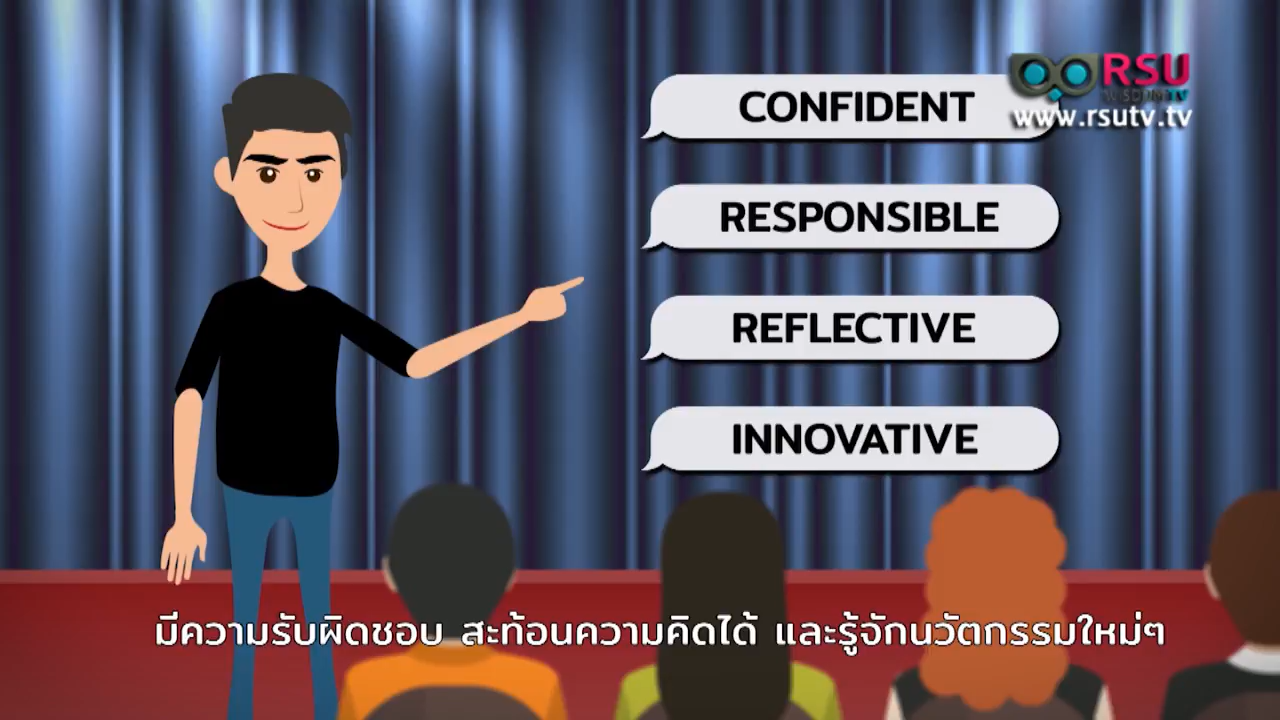 RSU
WISDOM TV
www.rsutv.tv
CONFIDENT
RESPONSIBLE
REFLECTIVE
INNOVATIVE
มีความรับผิดชอบ สะท้อนความคิดได้ และรู้จักนวัตกรรมใหม่ๆ